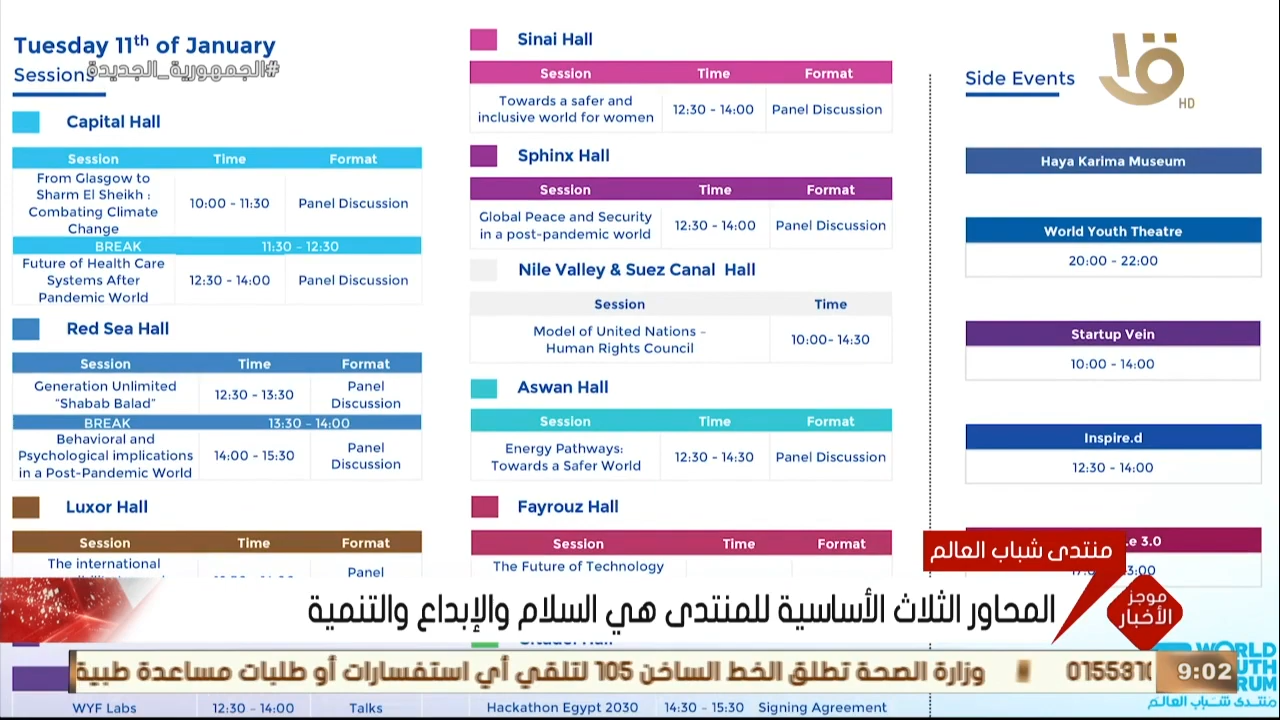 Tuesday 11th of January
Sessions
#الجمهورية_الجديدة
Capital Hall
Session Time Format
From Glasgow to
Sharm El Sheikh :
Combating Climate
Change
10:00 - 11:30
Panel Discussion
BREAK 11:30 – 12:30
Future of Health Care
Systems After
Pandemic World
12:30 - 14:00
Panel Discussion
Red Sea Hall
Session Time Format
Generation Unlimited
“Shabab Balad”
12:30 - 13:30
Panel
Discussion
BREAK 13:30 – 14:00
Behavioral and
Psychological implications
in a Post-Pandemic World
14:00 - 15:30
Panel
Discussion
Luxor Hall
Session Time Format
The international
Panel
WYF Labs 12:30 - 14:00 Talks
Sinai Hall
Session Time Format
Towards a safer and
inclusive world for women
12:30 - 14:00
Panel Discussion
Sphinx Hall
Session Time Format
Global Peace and Security
in a post-pandemic world
12:30 - 14:00
Panel Discussion
Nile Valley & Suez Canal Hall
Session Time
Model of United Nations –
Human Rights Council
10:00- 14:30
Aswan Hall
Session Time Format
Energy Pathways:
Towards a Safer World
12:30 - 14:30
Panel Discussion
Fayrouz Hall
Session Time Format
The Future of Technology
Hackathon Egypt 2030 14:30 - 15:30 Signing Agreement
Side Events
HD
Haya Karima Museum
World Youth Theatre
20:00 - 22:00
Startup Vein
10:00 - 14:00
Inspire.d
12:30 - 14:00
3.0
منتدى شباب العالم
موجز
الأخبار
المحاور الثلاث الأساسية للمنتدى هي السلام والإبداع والتنمية
وزارة الصحة تطلق الخط الساخن 105 لتلقي أي استفسارات أو طلبات مساعدة طبية
9:02
WORLD
منتدى شباب العالم